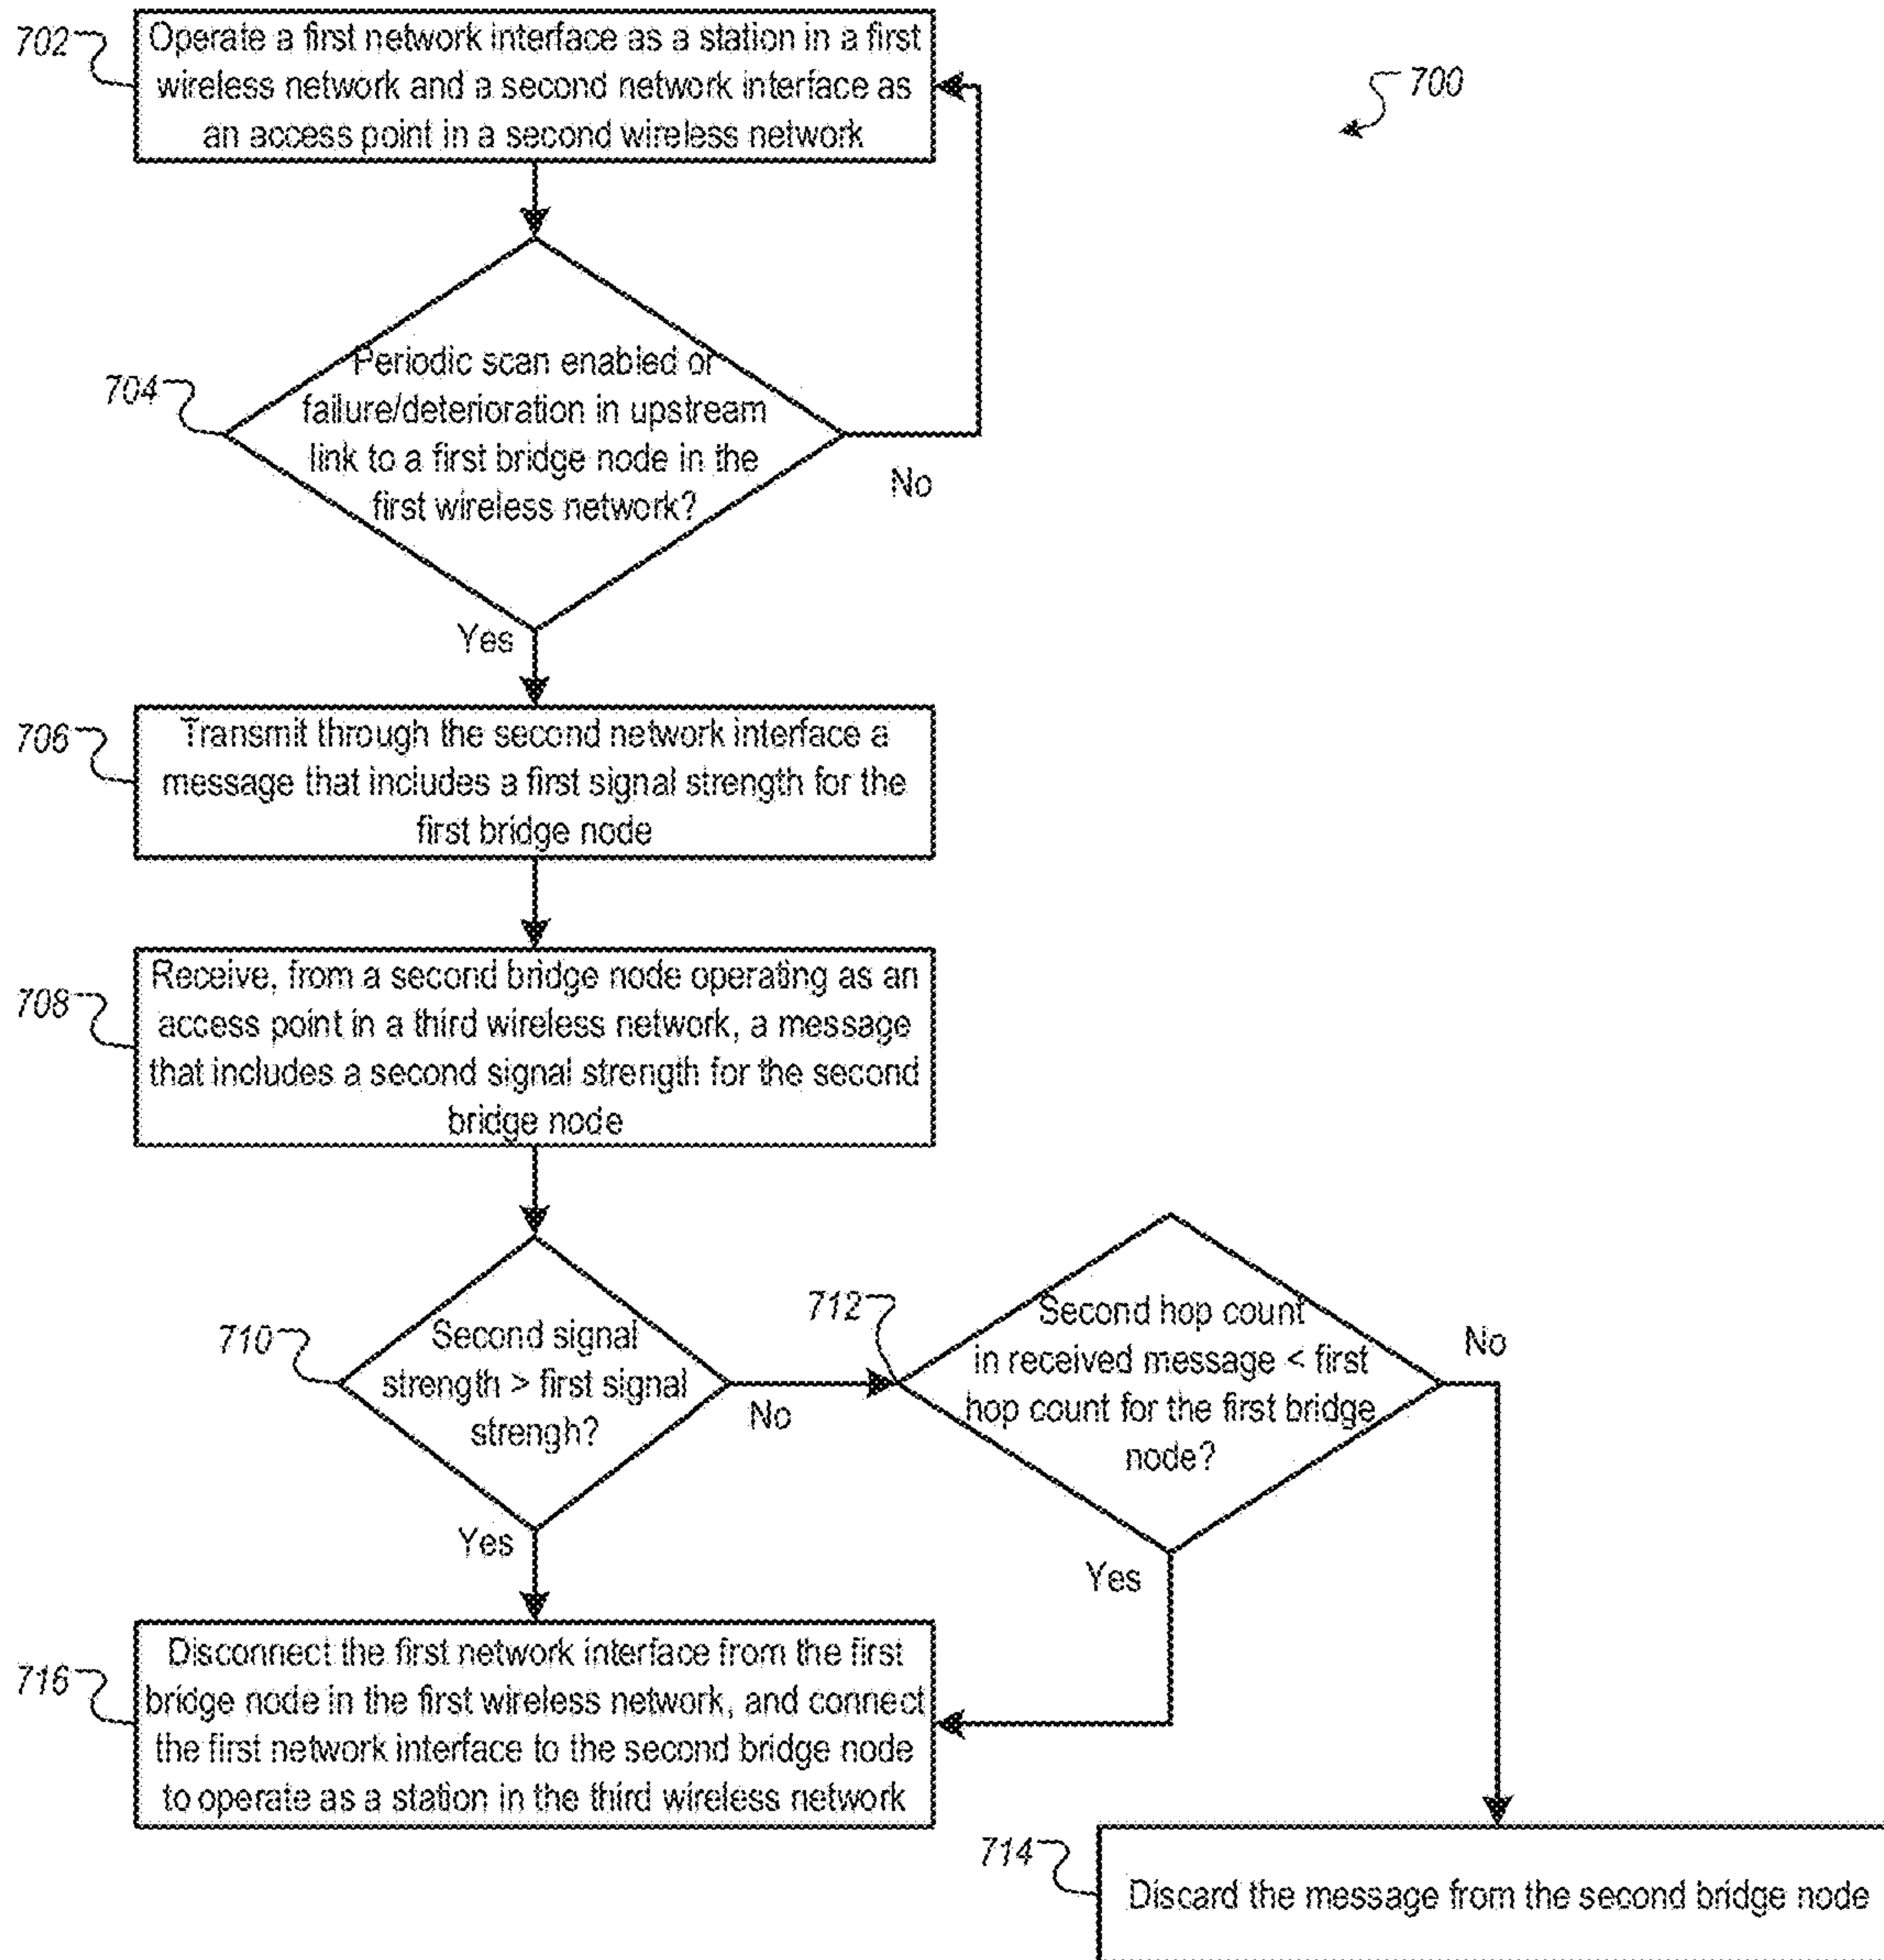 702
Operate a first network interface as a station in a first
wireless network and a second network interface as
an access point in a second wireless network
700
704
Periodic scan enabled or
failure/deterioration in upstream
link to a first bridge node in the
first wireless network?
No
Yes
706
Transmit through the second network interface a
message that includes a first signal strength for the
first bridge node
708
Receive, from a second bridge node operating as an
access point in a third wireless network, a message
that includes a second signal strength for the second
bridge node
710
Second signal
strength > first signal
strengh?
No
Yes
712
Second hop count
in received message < first
hop count for the first bridge
node?
No
Yes
716
Disconnect the first network interface from the first
bridge node in the first wireless network, and connect
the first network interface to the second bridge node
to operate as a station in the third wireless network
714
Discard the message from the second bridge node